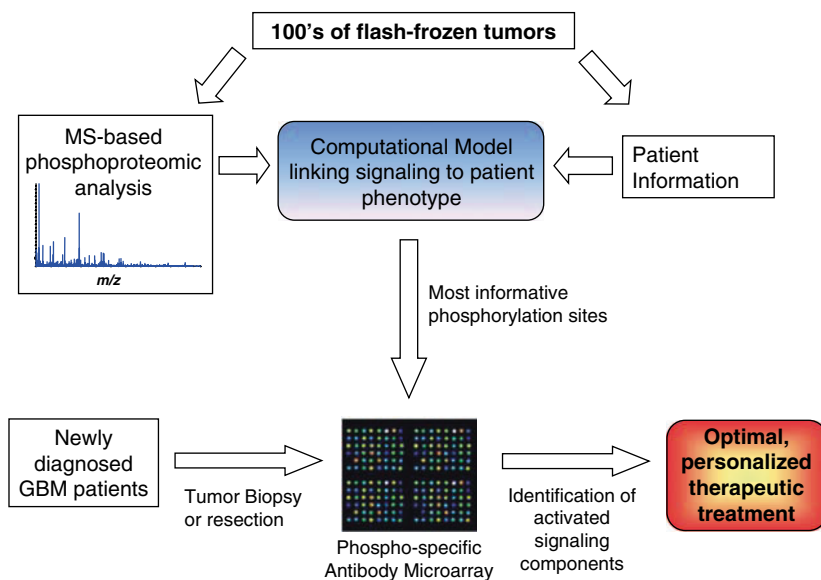 100's of flash-frozen tumors
MS-based
phosphoproteomic
analysis
m/z
Computational Model
linking signaling to patient
phenotype
Patient
Information
Most informative
phosphorylation sites
Newly
diagnosed
GBM patients
Tumor Biopsy
or resection
Phospho-specific
Antibody Microarray
Identification of
activated
signaling
components
Optimal,
personalized
therapeutic
treatment